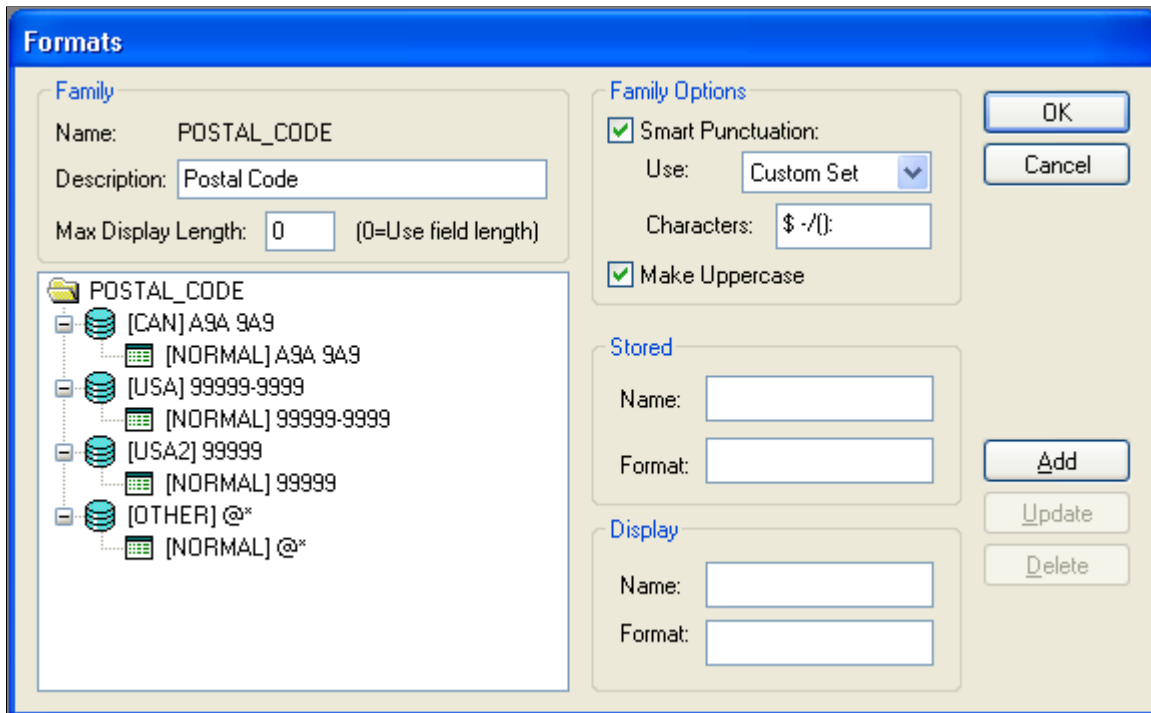 Formats
Family
Name: POSTAL_CODE
Description: Postal Code
Max Display Length: 0 (0=Use field length)
POSTAL_CODE
[CAN] A9A 9A9
[NORMAL] A9A 9A9
[USA] 99999-9999
[NORMAL] 99999-9999
[USA2] 99999
[NORMAL] 99999
[OTHER] @*
[NORMAL] @*
Family Options
Smart Punctuation:
Use: Custom Set
Characters: $ -/():
Make Uppercase
Stored
Name:
Format:
Display
Name:
Format:
OK
Cancel
Add
Update
Delete